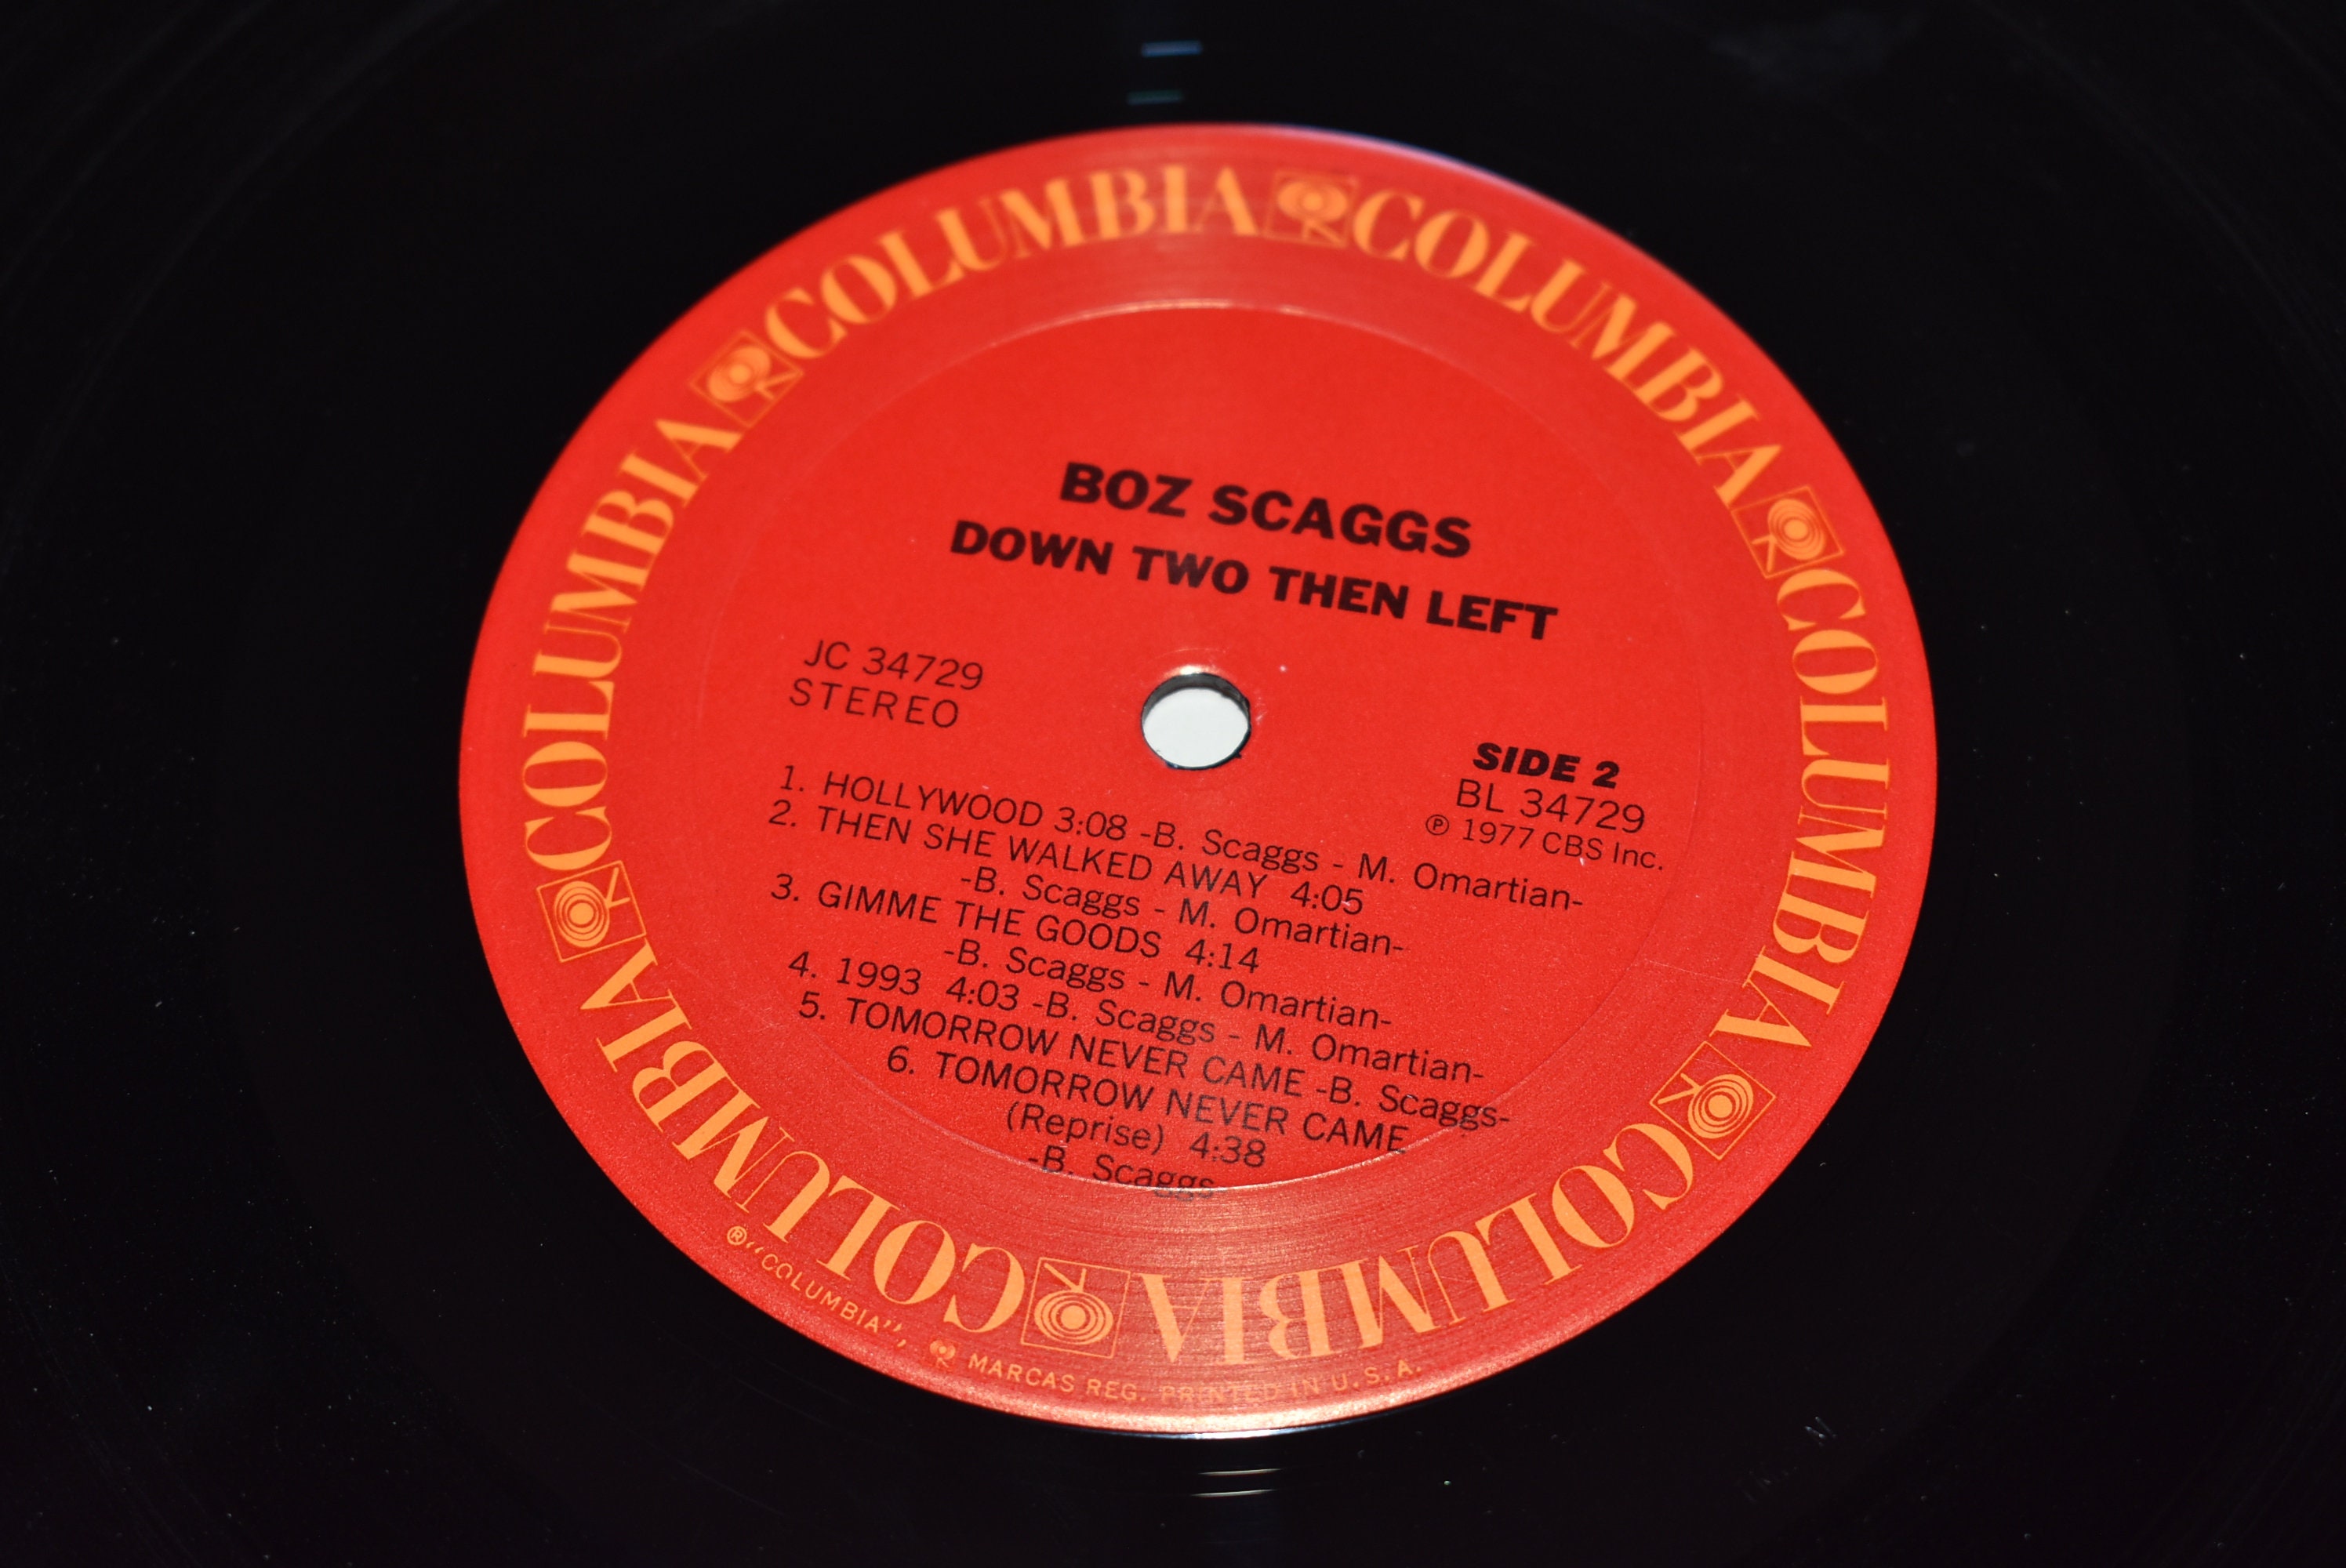 COLUMBIA COLUMBIA COLUMBIA COLUMBIA COLUMBIA COLUMBIA
BOZ SCAGGS
DOWN TWO THEN LEFT
JC 34729
STEREO
SIDE 2
BL 34729
℗ 1977 CBS Inc.
1. HOLLYWOOD 3:08 -B. Scaggs - M. Omartian-
2. THEN SHE WALKED AWAY 4:05
-B. Scaggs - M. Omartian-
3. GIMME THE GOODS 4:14
-B. Scaggs - M. Omartian-
4. 1993 4:03 -B. Scaggs - M. Omartian-
5. TOMORROW NEVER CAME -B. Scaggs-
6. TOMORROW NEVER CAME
(Reprise) 4:38
-B. Scaggs-
® "COLUMBIA", MARCAS REG. PRINTED IN U.S.A.